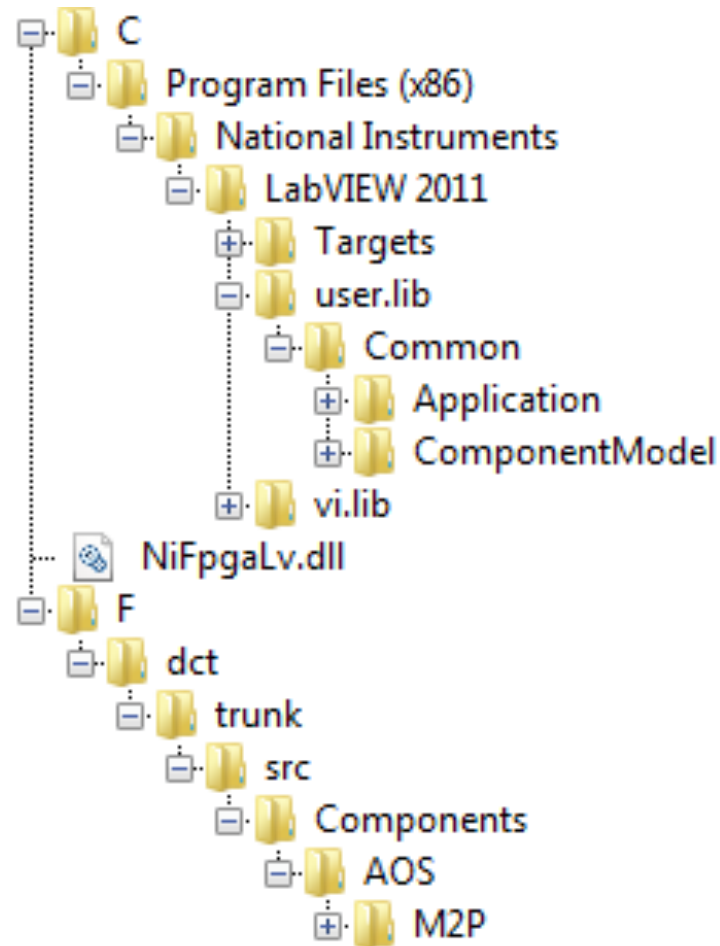 C
Program Files (x86)
National Instruments
LabVIEW 2011
Targets
user.lib
Common
Application
ComponentModel
vi.lib
NiFpgaLv.dll
F
dct
trunk
src
Components
AOS
M2P